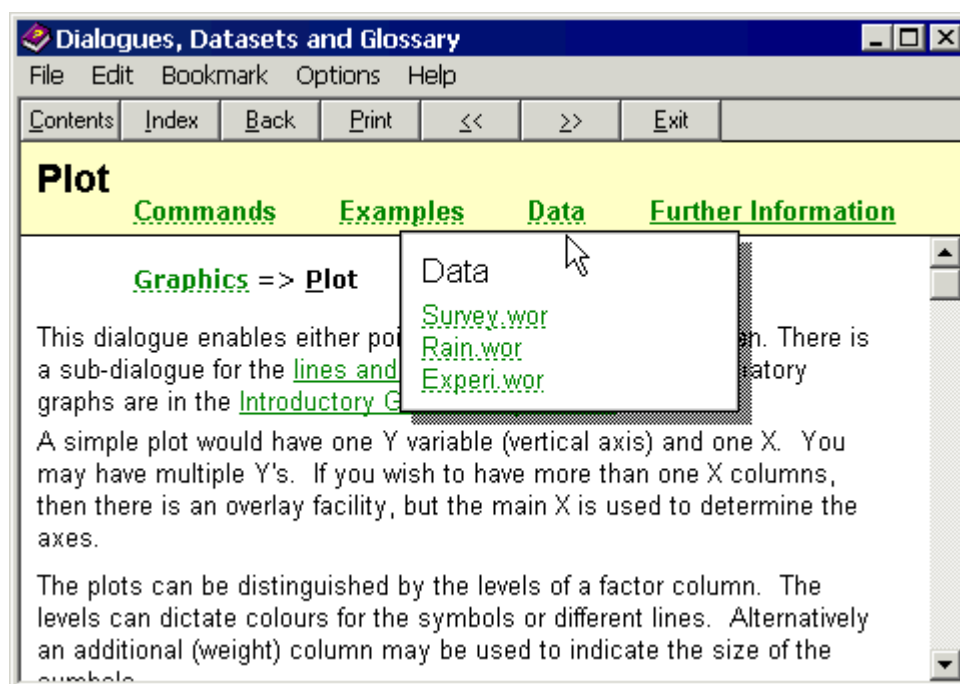 Dialogues, Datasets and Glossary
File Edit Bookmark Options Help
Contents Index Back Print << >> Exit
Plot
Commands Examples Data Further Information
Graphics => Plot
Data
Survey.wor
Rain.wor
Experi.wor
This dialogue enables either poi n. There is
a sub-dialogue for the lines and atory
graphs are in the Introductory G
A simple plot would have one Y variable (vertical axis) and one X. You
may have multiple Y's. If you wish to have more than one X columns,
then there is an overlay facility, but the main X is used to determine the
axes.
The plots can be distinguished by the levels of a factor column. The
levels can dictate colours for the symbols or different lines. Alternatively
an additional (weight) column may be used to indicate the size of the